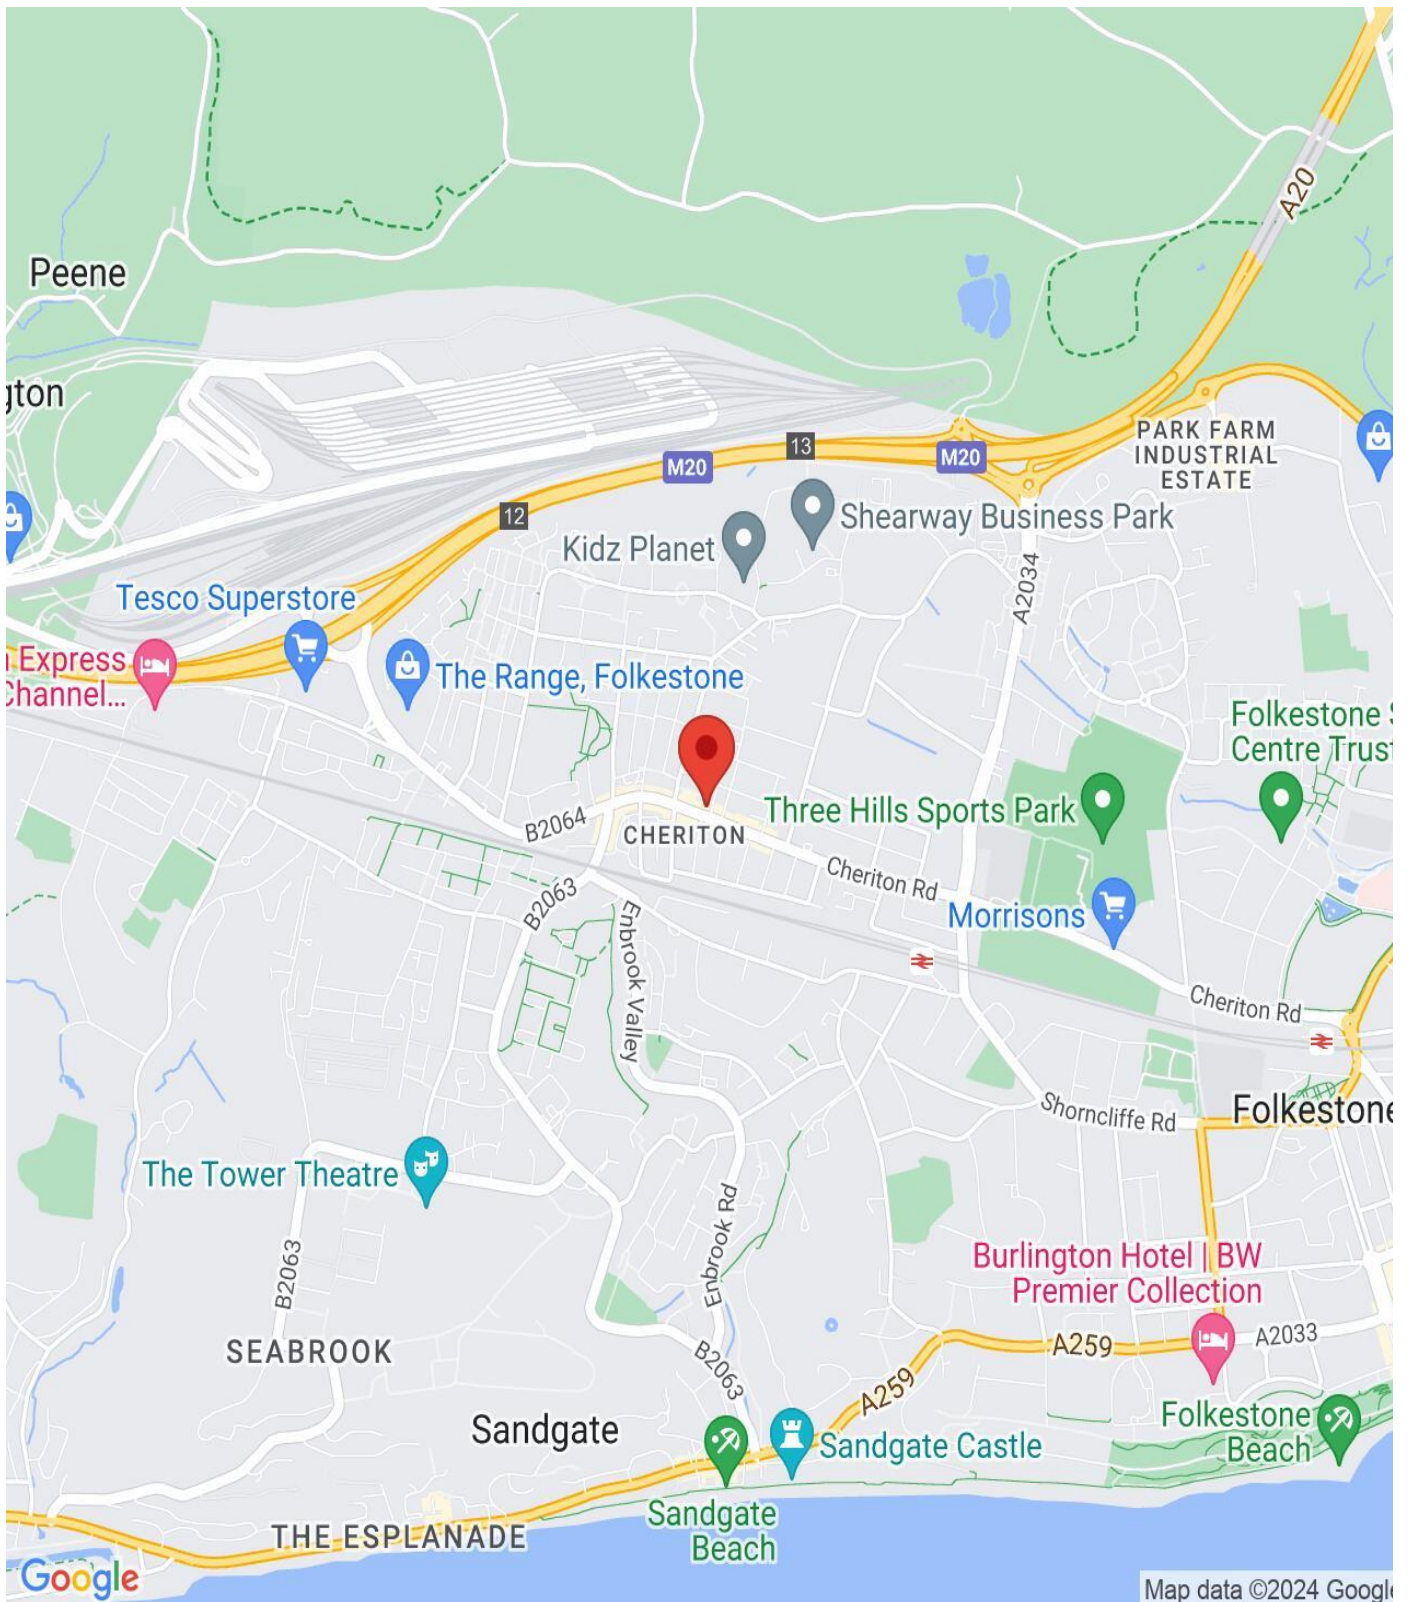 A20
Peene
gton
PARK FARM
INDUSTRIAL
ESTATE
13
M20
M20
12
Shearway Business Park
Kidz Planet
A2034
Tesco Superstore
Express
Channel...
The Range, Folkestone
Folkestone S
Centre Trust
Three Hills Sports Park
B2064
CHERITON
Cheriton Rd
B2063
Morrisons
Enbrook Valley
Cheriton Rd
Shorncliffe Rd
Folkestone
The Tower Theatre
Enbrook Rd
B2063
Burlington Hotel | BW
Premier Collection
A2033
A259
SEABROOK
B2063
A259
Sandgate
Folkestone
Beach
Sandgate Castle
Sandgate
Beach
THE ESPLANADE
Google
Map data ©2024 Google